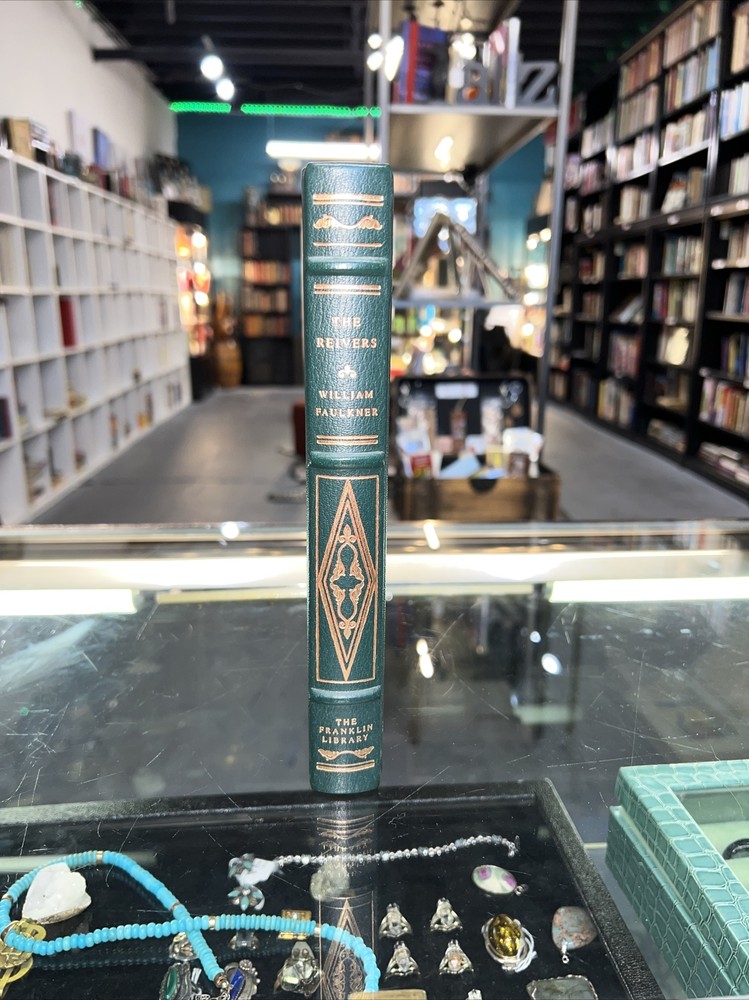 THE
REIVERS
WILLIAM
FAULKNER
THE
FRANKLIN
LIBRARY